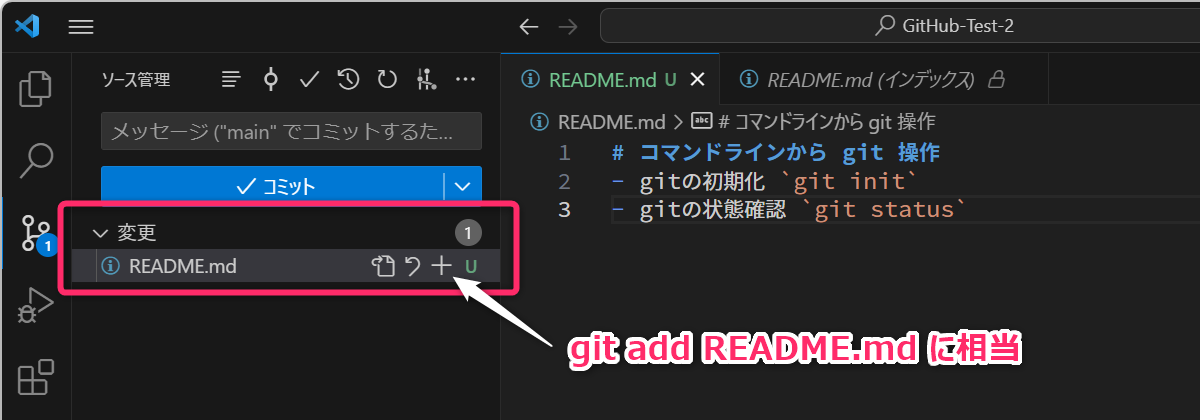 GitHub-Test-2
ソース管理
README.md U
README.md (インデックス)
メッセージ ("main" でコミットするた...
README.md > # コマンドラインから git 操作
コミット
1 # コマンドラインから git 操作
2 - gitの初期化 `git init`
3 - gitの状態確認 `git status`
1
変更 1
README.md U
git add README.md に相当